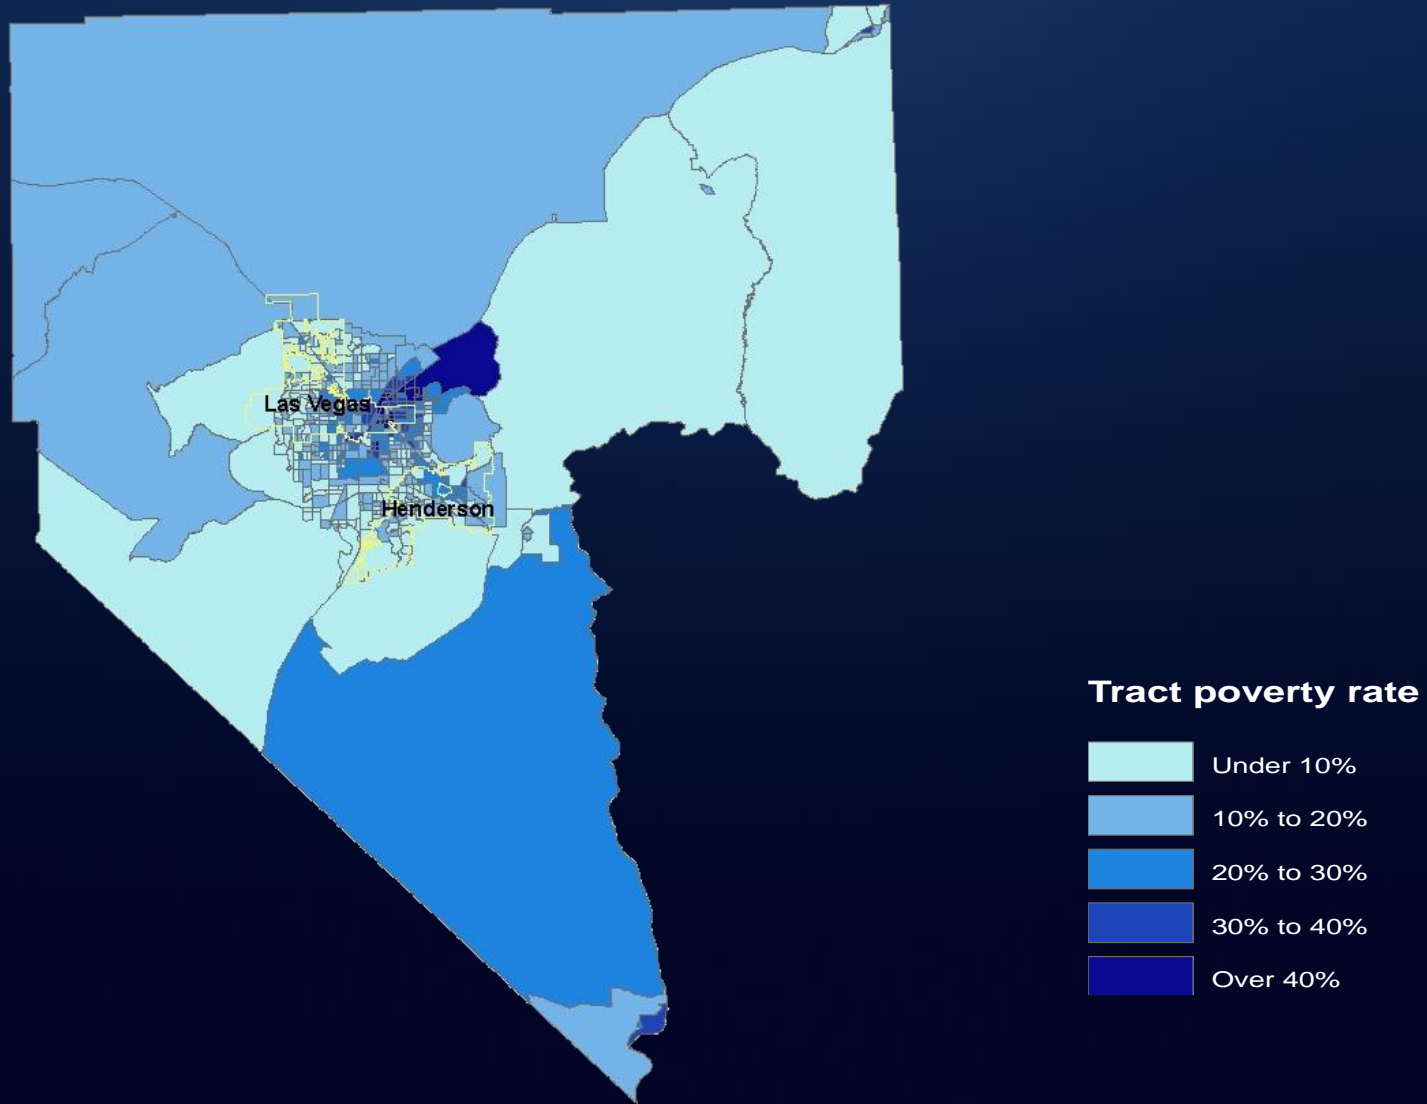 Las Vegas
Henderson
Tract poverty rate
Under 10%
10% to 20%
20% to 30%
30% to 40%
Over 40%